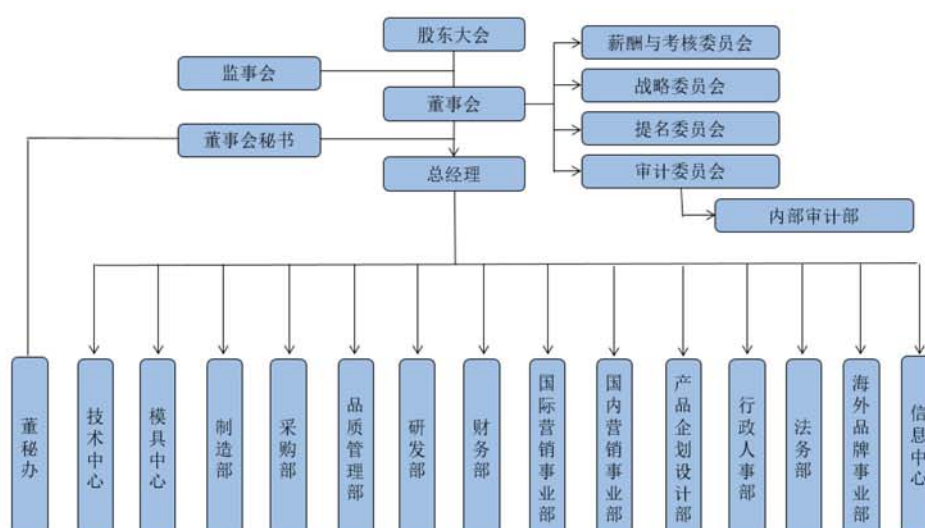 股东大会
薪酬与考核委员会
监事会
战略委员会
董事会
提名委员会
董事会秘书
审计委员会
总经理
内部审计部
董秘办
技术中心
模具中心
制造部
采购部
品质管理部
研发部
财务部
国际营销事业部
国内营销事业部
产品企划设计部
行政人事部
法务部
海外品牌事业部
信息中心